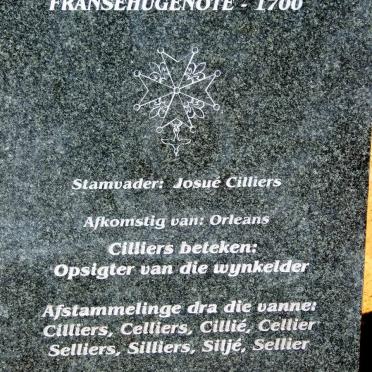 FRANSEHUGENOTE - 1700
Stamvader: Josué Cilliers
Afkomstig van: Orleans
Cilliers beteken:
Opsigter van die wynkelder
Afstammelinge dra die vanne:
Cilliers, Celliers, Cillié, Cellier
Selliers, Silliers, Siljé, Sellier